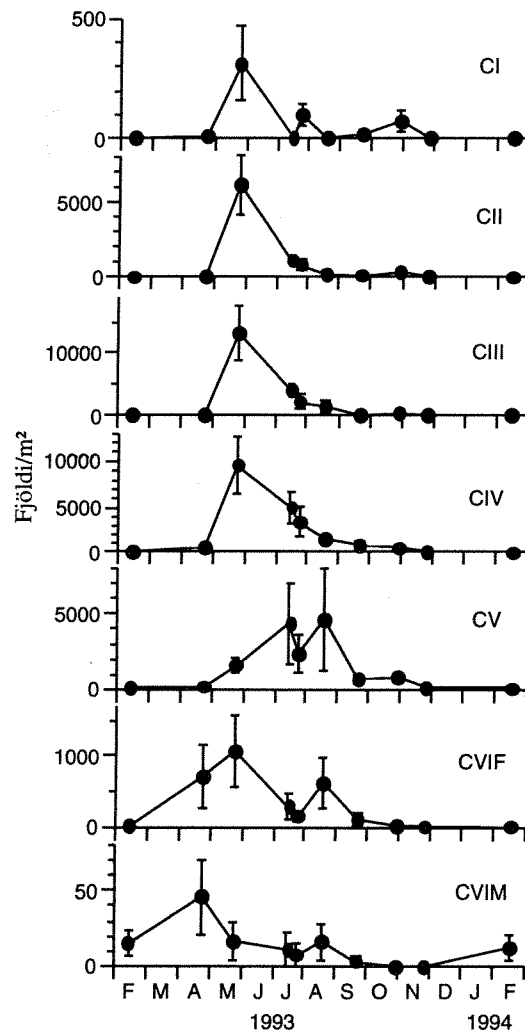 500
0
CI
5000
0
CII
10000
0
CIII
10000
5000
0
CIV
5000
0
CV
1000
0
CVIF
50
0
CVIM
Fjöldi/m²
F M A M J J A S O N D J F
1993 1994